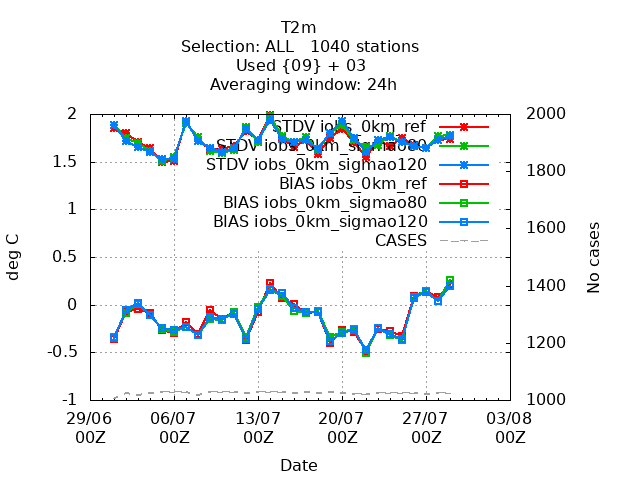 T2m
Selection: ALL   1040 stations
Used {09} + 03
Averaging window: 24h
STDV iobs_0km_ref
STDV iobs_0km_sigmao80
STDV iobs_0km_sigmao120
BIAS iobs_0km_ref
BIAS iobs_0km_sigmao80
BIAS iobs_0km_sigmao120
CASES
deg C
2
1.5
1
0.5
0
-0.5
-1
2000
1800
1600
1400
1200
1000
No cases
29/06 00Z
06/07 00Z
13/07 00Z
20/07 00Z
27/07 00Z
03/08 00Z
Date